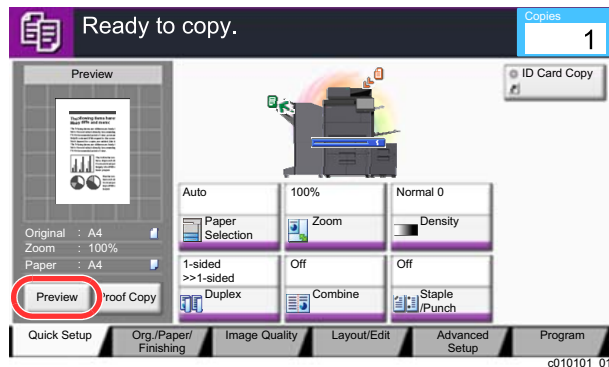 Ready to copy.
Copies
1
Preview
ID Card Copy
Original : A4
Zoom : 100%
Paper : A4
Preview
Proof Copy
Auto
Paper
Selection
100%
Zoom
Normal 0
Density
1-sided
>>1-sided
Duplex
Off
Combine
Off
Staple
/Punch
Quick Setup
Org./Paper/
Finishing
Image Quality
Layout/Edit
Advanced
Setup
Program
c010101_01